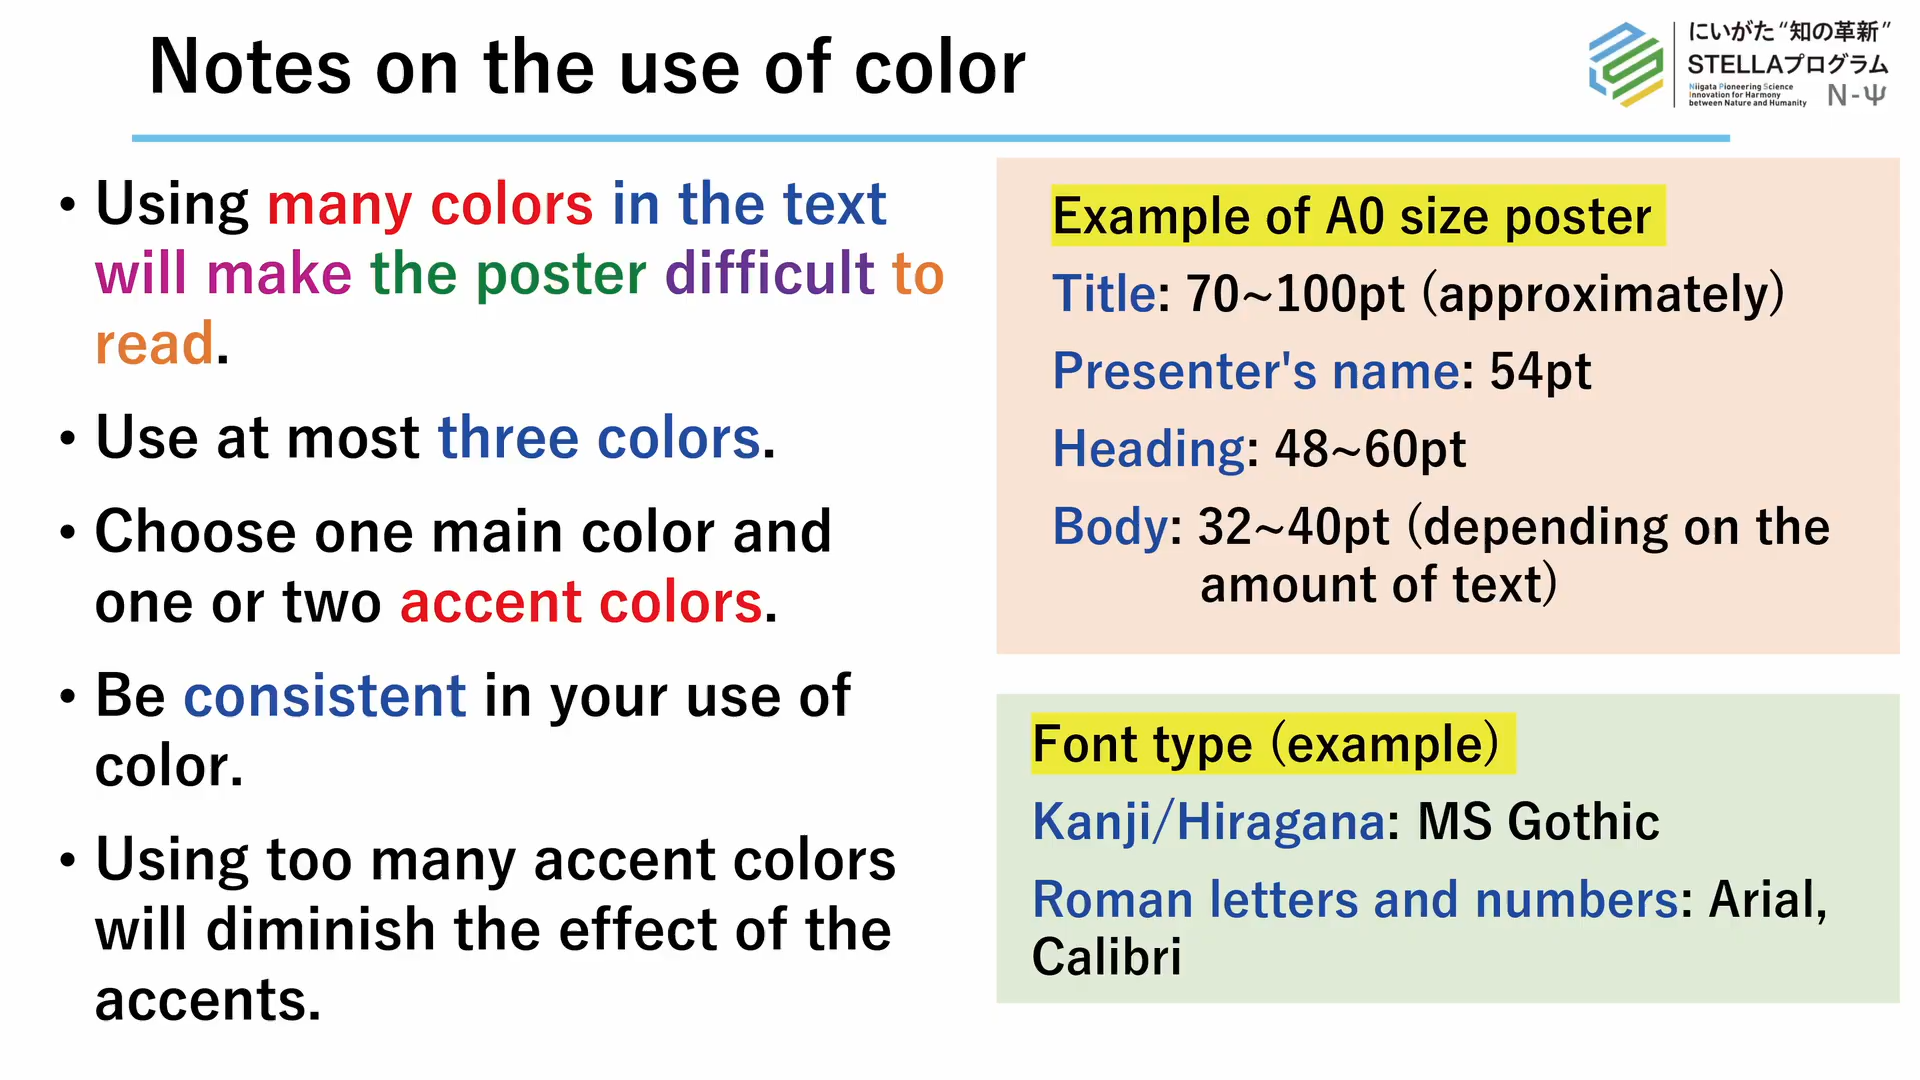 Notes on the use of color
にいがた“知の革新”
STELLAプログラム
Niigata Pioneering Science
Innovation for Harmony
between Nature and Humanity
N-Ψ
• Using many colors in the text
will make the poster difficult to
read.
• Use at most three colors.
• Choose one main color and
one or two accent colors.
• Be consistent in your use of
color.
• Using too many accent colors
will diminish the effect of the
accents.
Example of A0 size poster
Title: 70~100pt (approximately)
Presenter's name: 54pt
Heading: 48~60pt
Body: 32~40pt (depending on the
amount of text)
Font type (example)
Kanji/Hiragana: MS Gothic
Roman letters and numbers: Arial,
Calibri